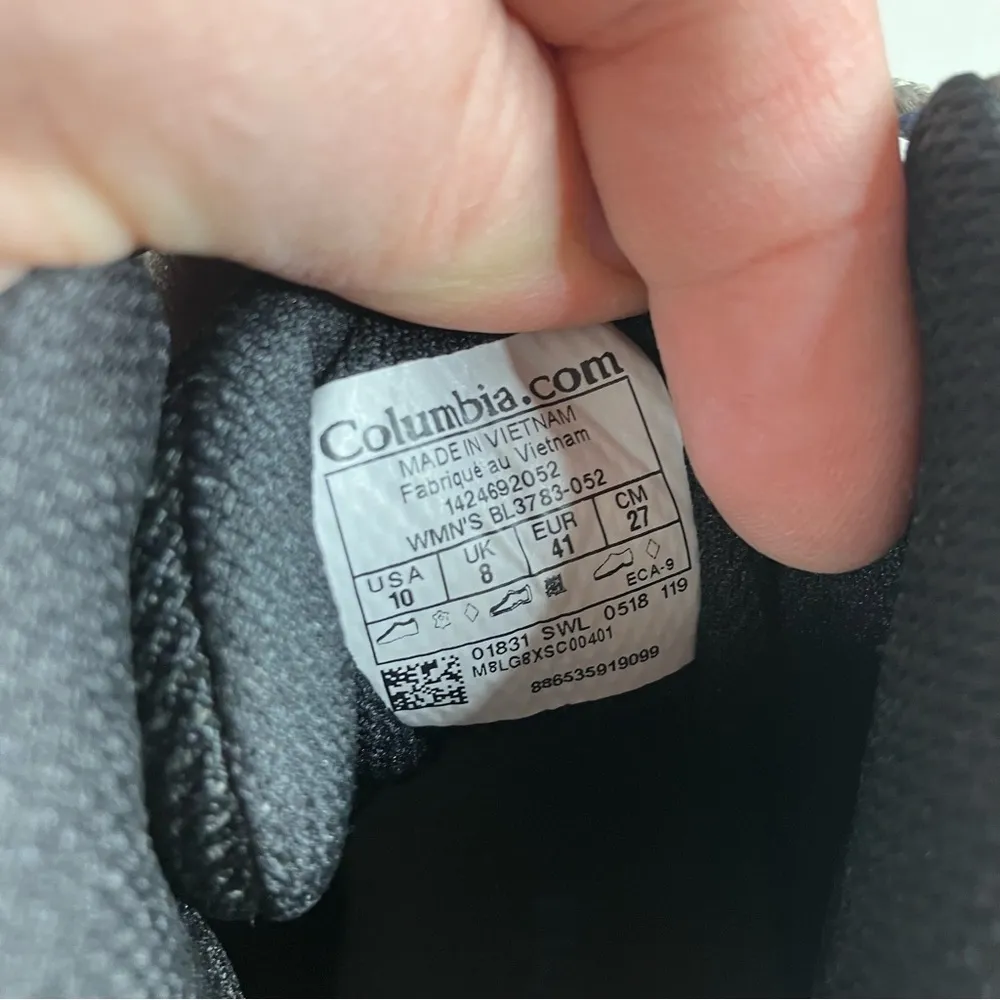 Columbia.com
MADE IN VIETNAM
Fabriqué au Vietnam
1424692052
WMN'S BL3783-052
USA UK EUR CM
10 8 41 27
ECA-9
01831 SWL 0518 119
M8LG8XSC00401
886535919099